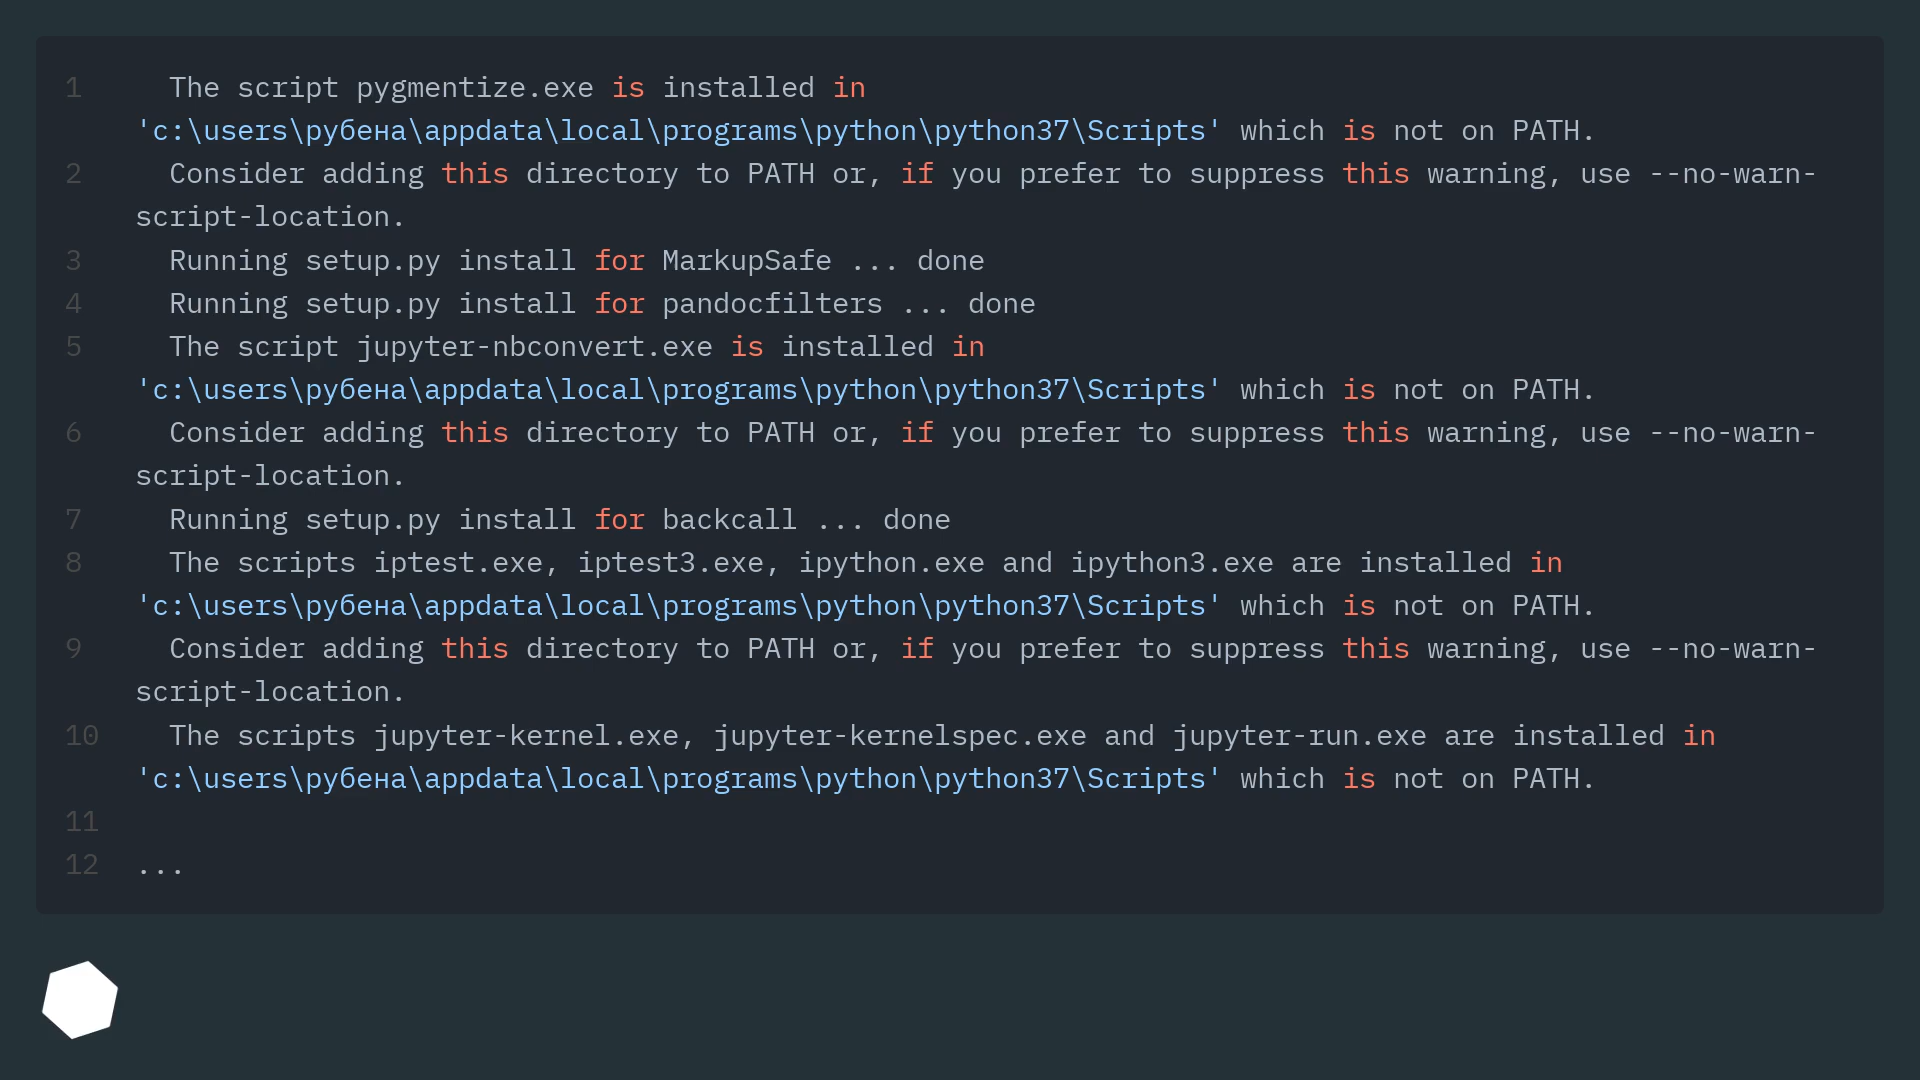 1 The script pygmentize.exe is installed in
'c:\users\рубена\appdata\local\programs\python\python37\Scripts' which is not on PATH.
2 Consider adding this directory to PATH or, if you prefer to suppress this warning, use --no-warn-
script-location.
3 Running setup.py install for MarkupSafe ... done
4 Running setup.py install for pandocfilters ... done
5 The script jupyter-nbconvert.exe is installed in
'c:\users\рубена\appdata\local\programs\python\python37\Scripts' which is not on PATH.
6 Consider adding this directory to PATH or, if you prefer to suppress this warning, use --no-warn-
script-location.
7 Running setup.py install for backcall ... done
8 The scripts iptest.exe, iptest3.exe, ipython.exe and ipython3.exe are installed in
'c:\users\рубена\appdata\local\programs\python\python37\Scripts' which is not on PATH.
9 Consider adding this directory to PATH or, if you prefer to suppress this warning, use --no-warn-
script-location.
10 The scripts jupyter-kernel.exe, jupyter-kernelspec.exe and jupyter-run.exe are installed in
'c:\users\рубена\appdata\local\programs\python\python37\Scripts' which is not on PATH.
11
12 ...